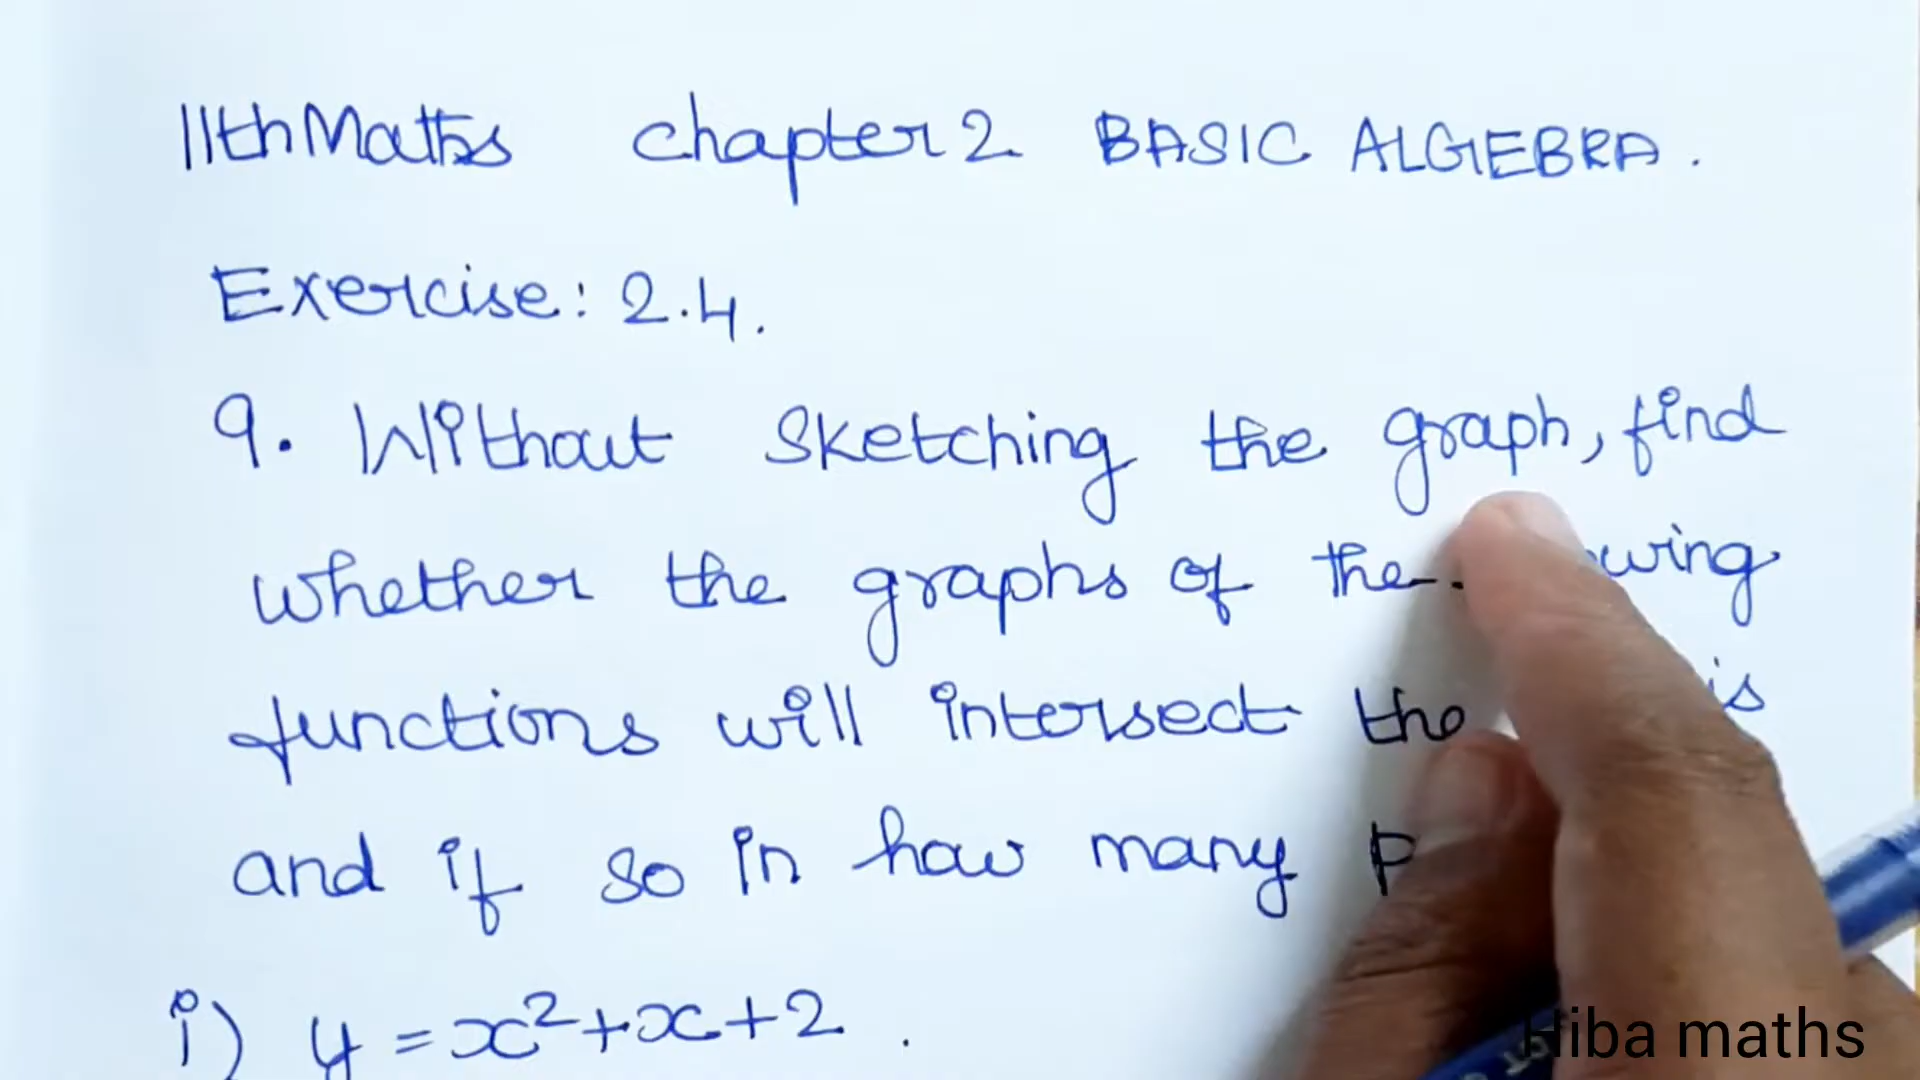 11th Maths chapter 2 BASIC ALGEBRA.
Exercise: 2.4.
9. Without sketching the graph, find
whether the graphs of the
functions will intersect the
and if so in how many
i) y = x²+x+2.
Hiba maths